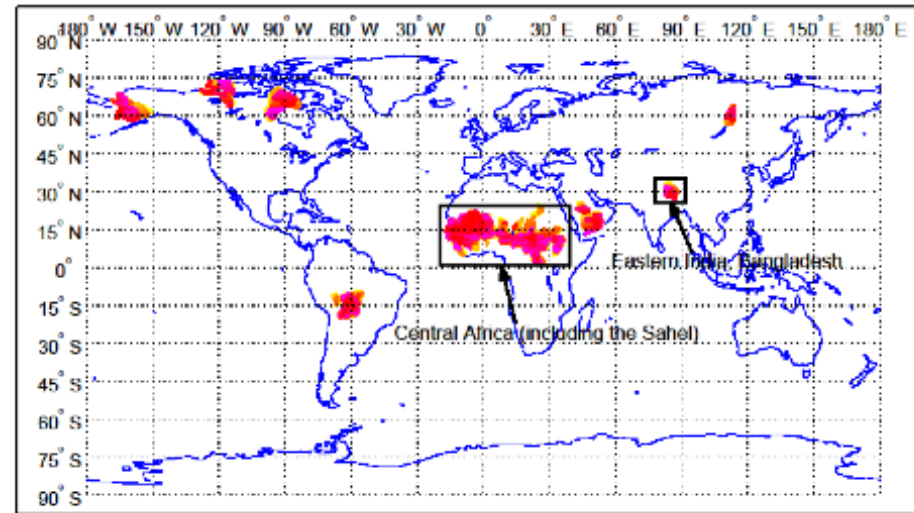 180° W 150° W 120° W 90° W 60° W 30° W 0° 30° E 60° E 90° E 120° E 150° E 180° E
90° N
75° N
60° N
45° N
30° N
15° N
0°
15° S
30° S
45° S
60° S
75° S
90° S
Eastern India, Bangladesh
Central Africa (including the Sahel)